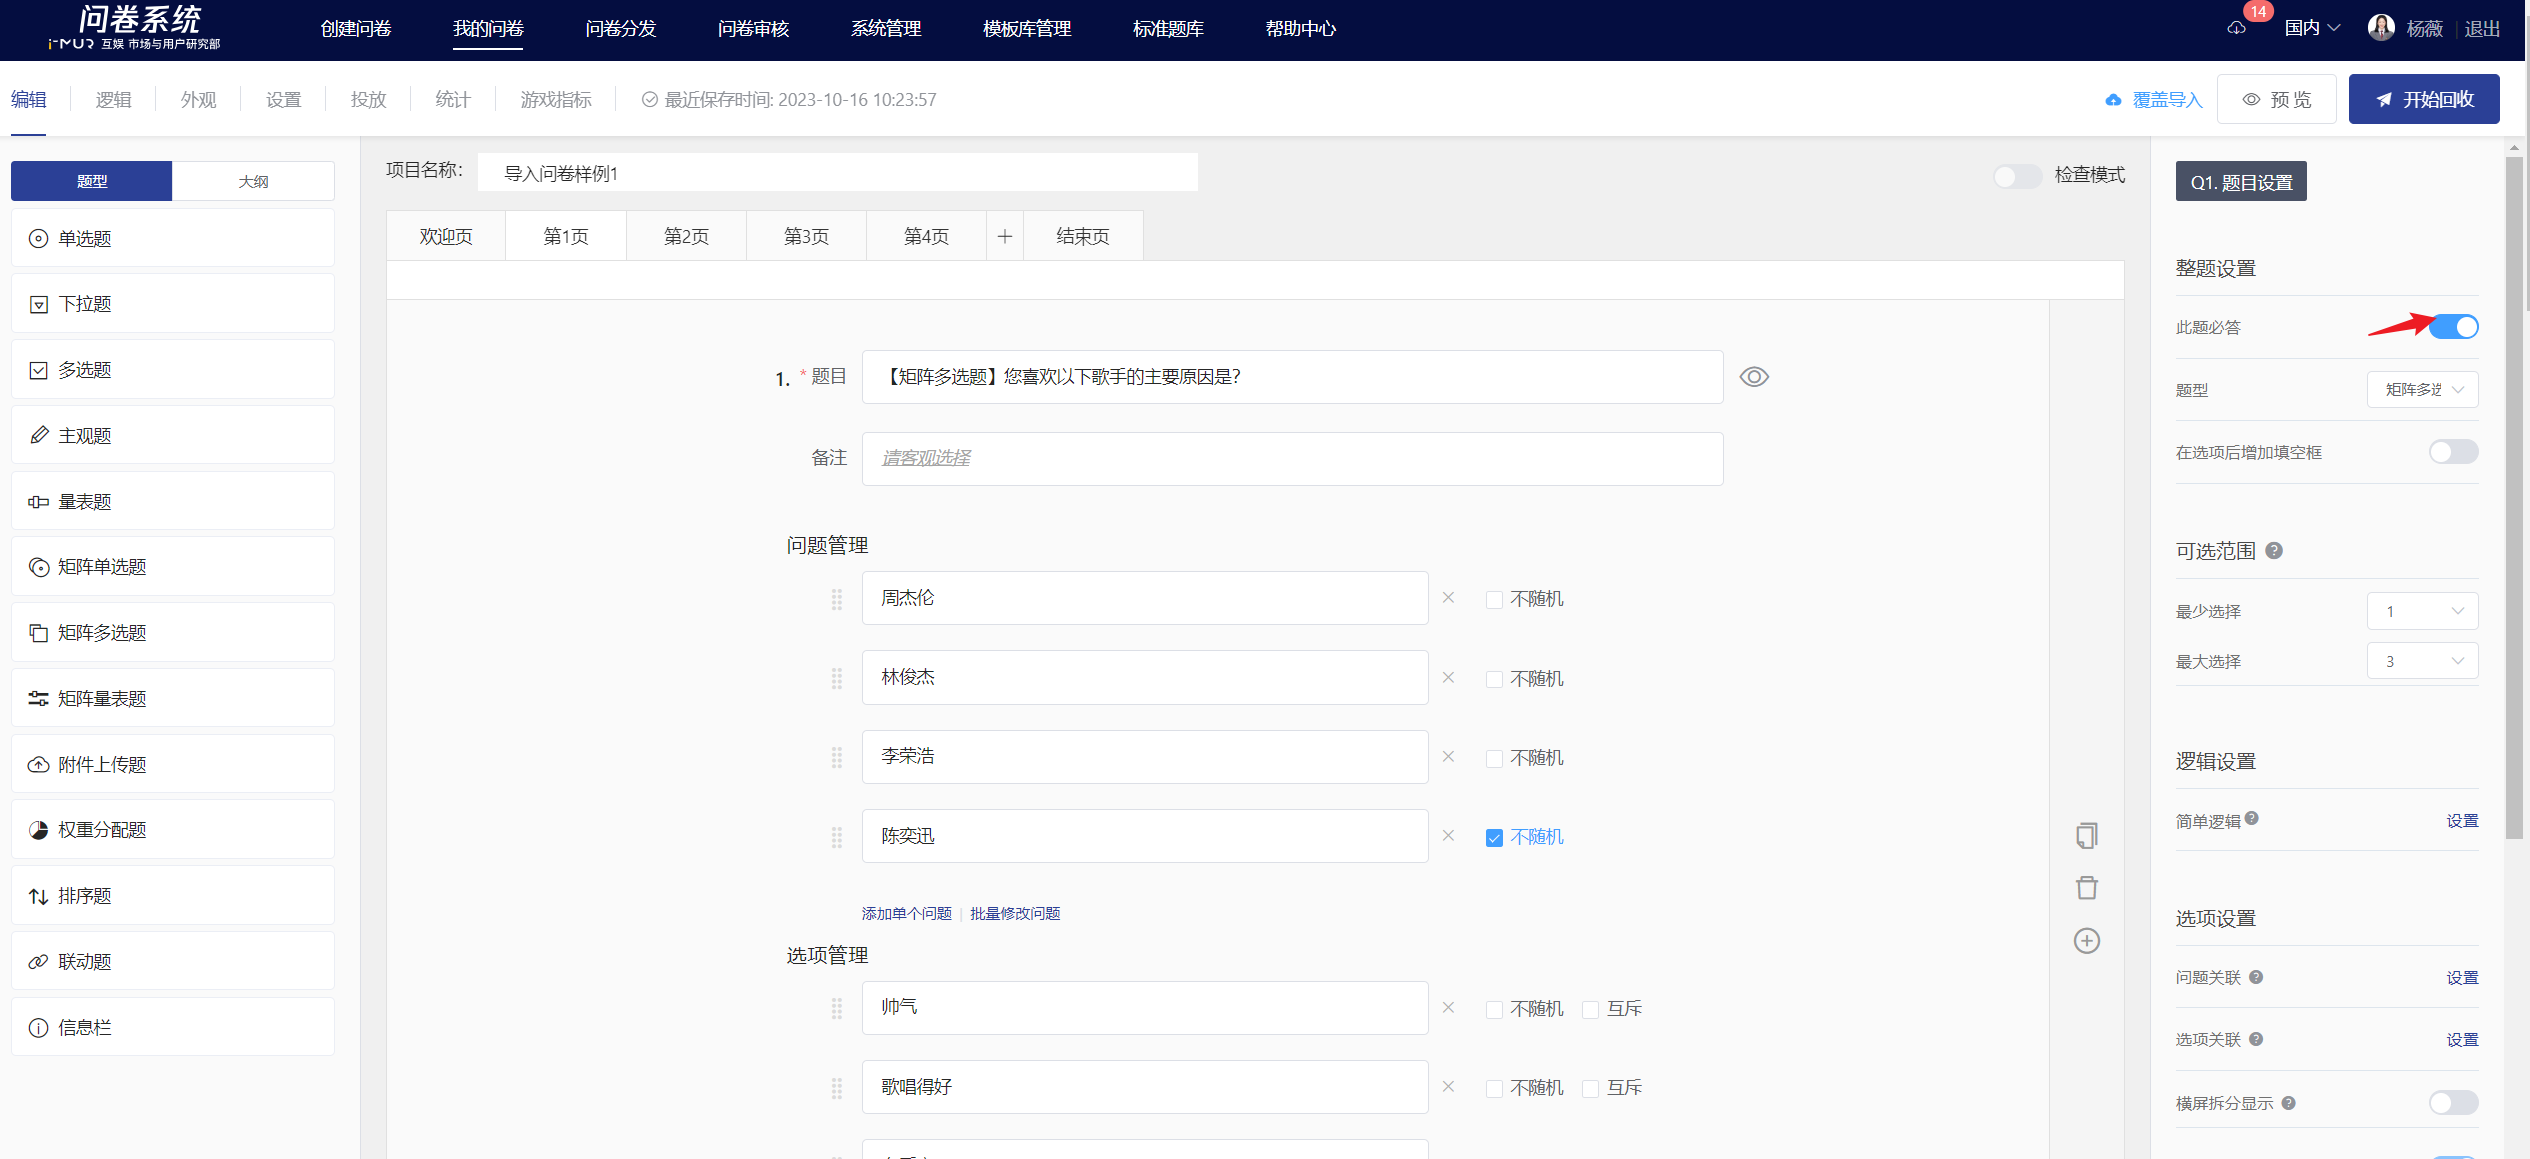 问卷系统
i-MUR 互娱 市场与用户研究部
创建问卷
我的问卷
问卷分发
问卷审核
系统管理
模板库管理
标准题库
帮助中心
14
国内
杨薇
退出
编辑
逻辑
外观
设置
投放
统计
游戏指标
最近保存时间: 2023-10-16 10:23:57
覆盖导入
预 览
开始回收
题型
大纲
单选题
下拉题
多选题
主观题
量表题
矩阵单选题
矩阵多选题
矩阵量表题
附件上传题
权重分配题
排序题
联动题
信息栏
项目名称:
导入问卷样例1
检查模式
欢迎页
第1页
第2页
第3页
第4页
+
结束页
1. * 题目
【矩阵多选题】您喜欢以下歌手的主要原因是?
备注
请客观选择
问题管理
周杰伦
不随机
林俊杰
不随机
李荣浩
不随机
陈奕迅
不随机
添加单个问题 | 批量修改问题
选项管理
帅气
不随机
互斥
歌唱得好
不随机
互斥
Q1. 题目设置
整题设置
此题必答
题型
矩阵多选
在选项后增加填空框
可选范围
最少选择
1
最大选择
3
逻辑设置
简单逻辑
设置
选项设置
问题关联
设置
选项关联
设置
横屏拆分显示